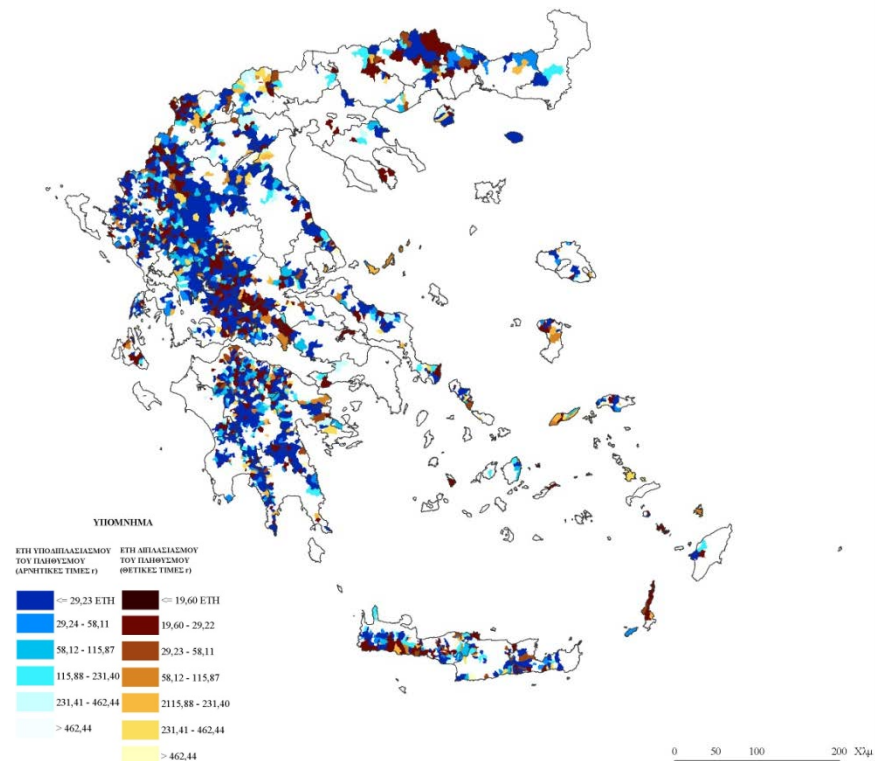 ΥΠΟΜΝΗΜΑ
ΕΤΗ ΥΠΟΔΙΠΛΑΣΙΑΣΜΟΥ
ΤΟΥ ΠΛΗΘΥΣΜΟΥ
(ΑΡΝΗΤΙΚΕΣ ΤΙΜΕΣ r)
<= 29,23 ΕΤΗ
29,24 - 58,11
58,12 - 115,87
115,88 - 231,40
231,41 - 462,44
> 462,44
ΕΤΗ ΔΙΠΛΑΣΙΑΣΜΟΥ
ΤΟΥ ΠΛΗΘΥΣΜΟΥ
(ΘΕΤΙΚΕΣ ΤΙΜΕΣ r)
<= 19,60 ΕΤΗ
19,60 - 29,22
29,23 - 58,11
58,12 - 115,87
2115,88 - 231,40
231,41 - 462,44
> 462,44
0 50 100 200 Χλμ